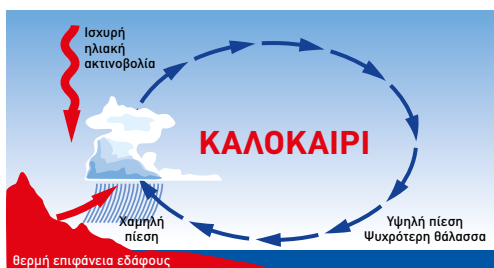 Ισχυρή
ηλιακή
ακτινοβολία
ΚΑΛΟΚΑΙΡΙ
Χαμηλή
πίεση
Υψηλή πίεση
Ψυχρότερη θάλασσα
θερμή επιφάνεια εδάφους